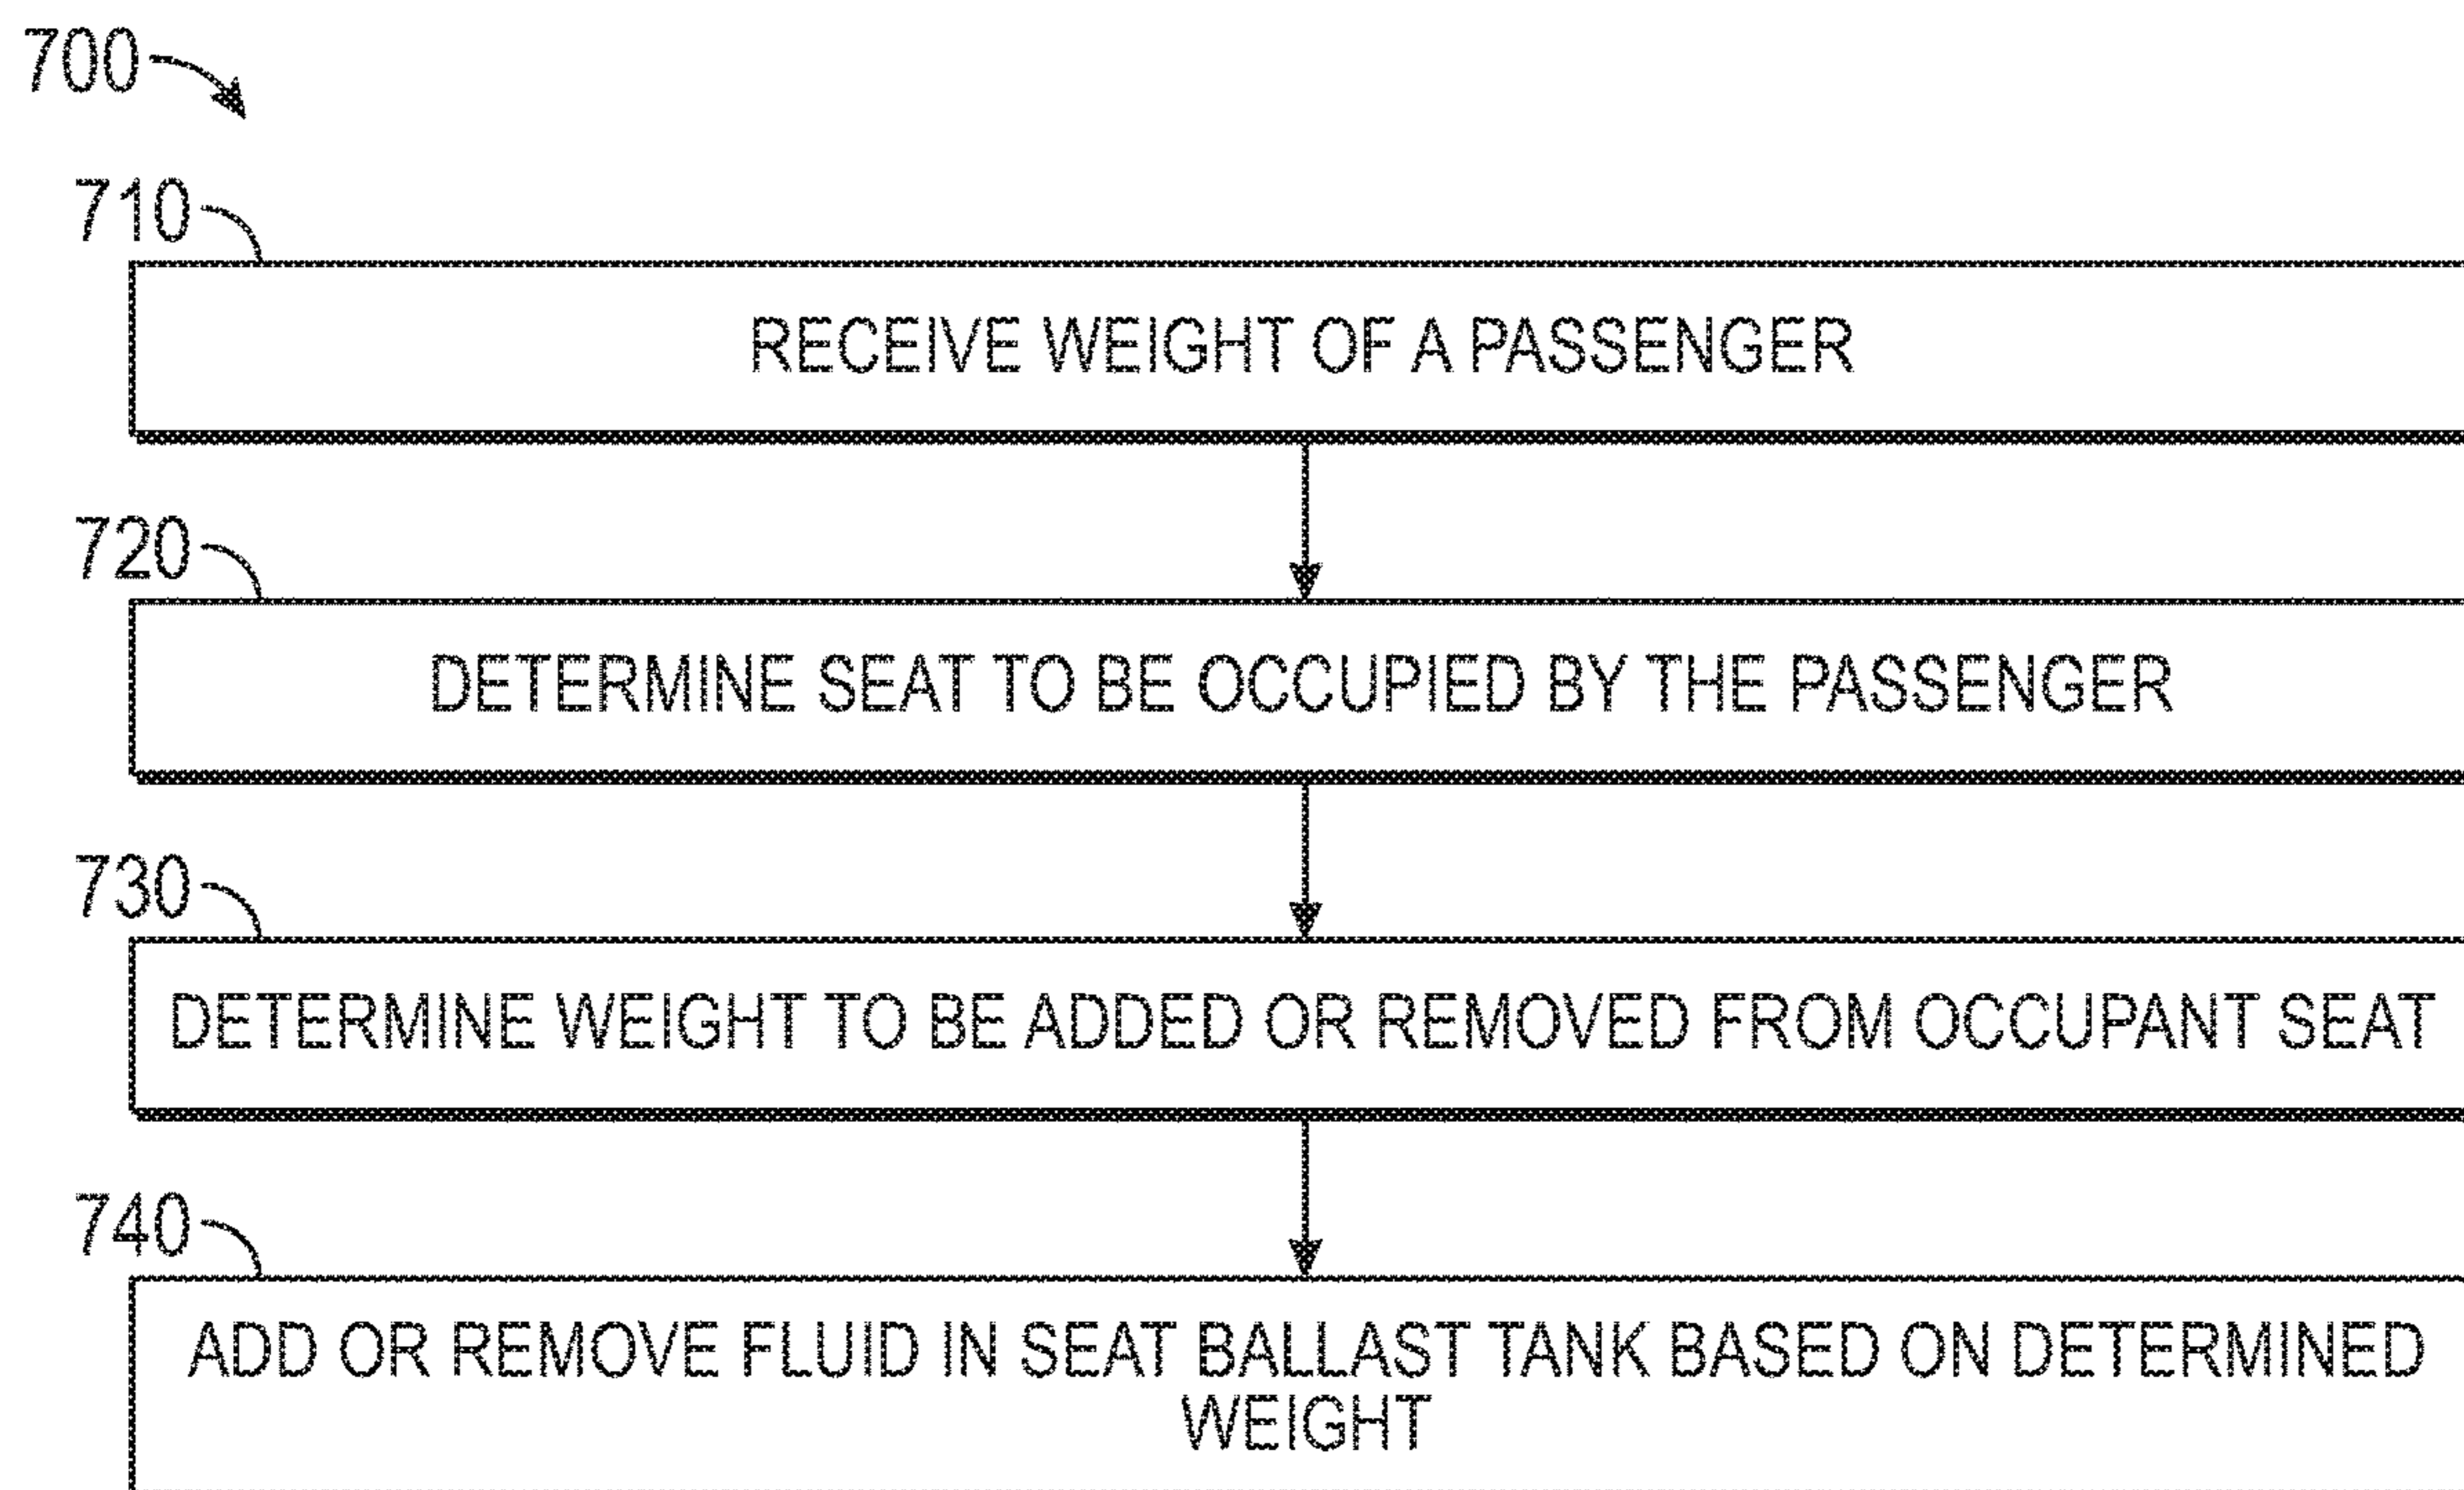 700
710
RECEIVE WEIGHT OF A PASSENGER
720
DETERMINE SEAT TO BE OCCUPIED BY THE PASSENGER
730
DETERMINE WEIGHT TO BE ADDED OR REMOVED FROM OCCUPANT SEAT
740
ADD OR REMOVE FLUID IN SEAT BALLAST TANK BASED ON DETERMINED
WEIGHT